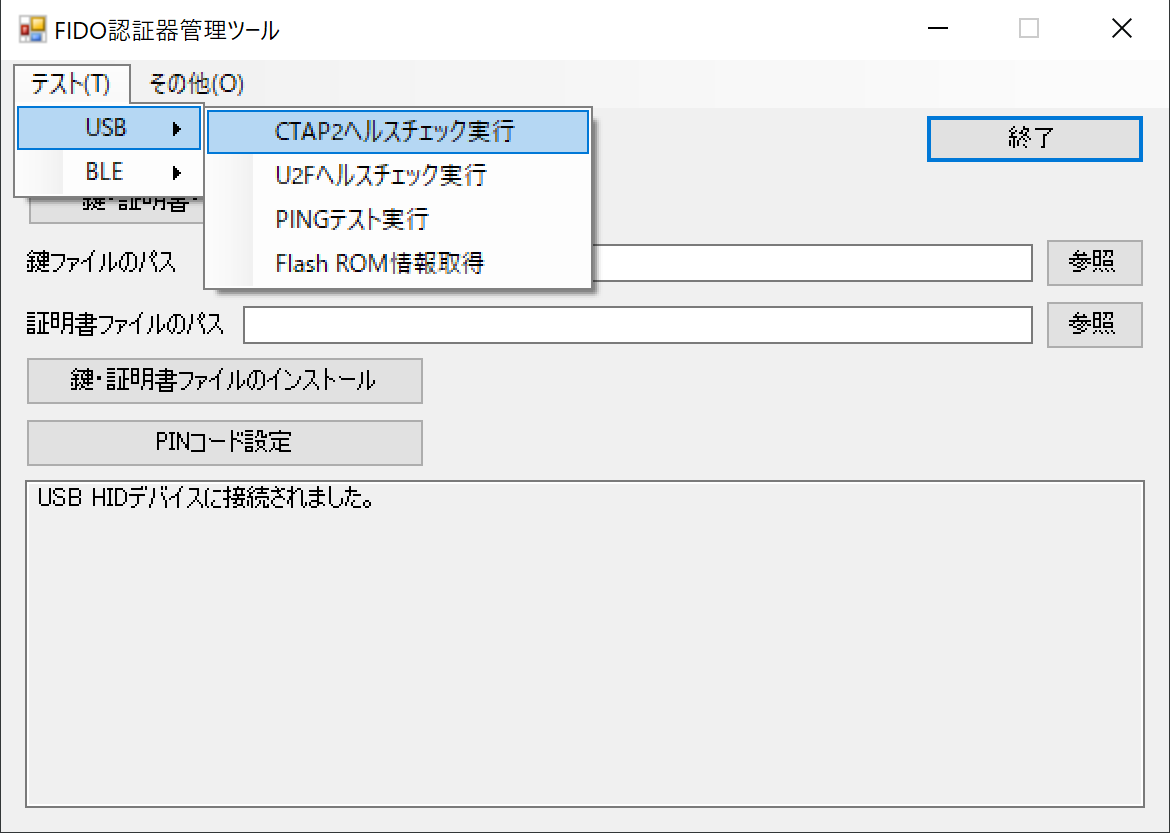 FIDO認証器管理ツール
テスト(T) その他(O)
USB
BLE
CTAP2ヘルスチェック実行
U2Fヘルスチェック実行
PINGテスト実行
Flash ROM情報取得
終了
鍵・証明書・
鍵ファイルのパス
参照
証明書ファイルのパス
参照
鍵・証明書ファイルのインストール
PINコード設定
USB HIDデバイスに接続されました。